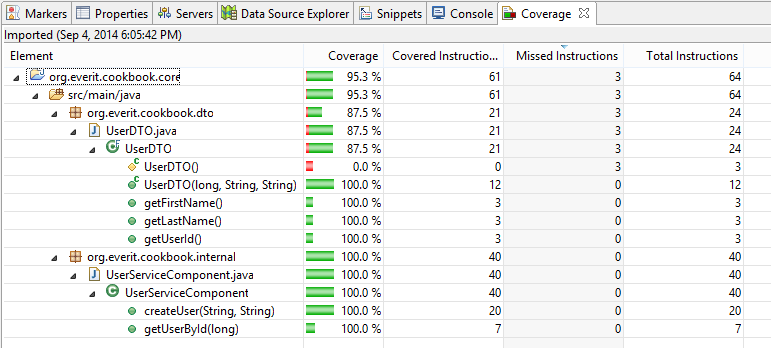 Markers Properties Servers Data Source Explorer Snippets Console Coverage
Imported (Sep 4, 2014 6:05:42 PM)
Element Coverage Covered Instructio... Missed Instructions Total Instructions
org.everit.cookbook.core 95.3 % 61 3 64
src/main/java 95.3 % 61 3 64
org.everit.cookbook.dto 87.5 % 21 3 24
UserDTO.java 87.5 % 21 3 24
UserDTO 87.5 % 21 3 24
UserDTO() 0.0 % 0 3 3
UserDTO(long, String, String) 100.0 % 12 0 12
getFirstName() 100.0 % 3 0 3
getLastName() 100.0 % 3 0 3
getUserId() 100.0 % 3 0 3
org.everit.cookbook.internal 100.0 % 40 0 40
UserServiceComponent.java 100.0 % 40 0 40
UserServiceComponent 100.0 % 40 0 40
createUser(String, String) 100.0 % 20 0 20
getUserById(long) 100.0 % 7 0 7